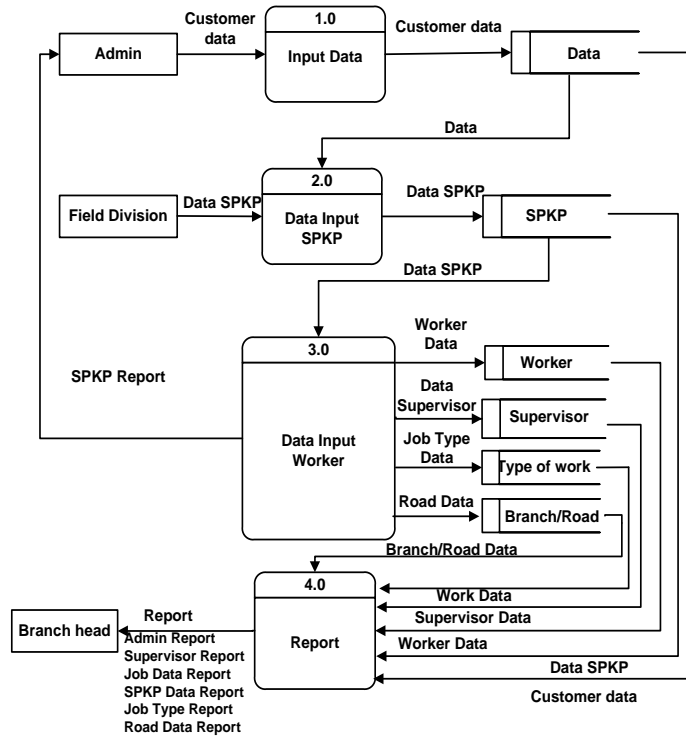 Customer
data
1.0
Customer data
Admin
Input Data
Data
Data
2.0
Data SPKP
Data SPKP
Field Division
Data Input
SPKP
SPKP
Data SPKP
Worker
Data
3.0
Worker
SPKP Report
Data
Supervisor
Supervisor
Data Input
Worker
Job Type
Data
Type of work
Road Data
Branch/Road
Branch/Road Data
4.0
Work Data
Report
Supervisor Data
Branch head
Admin Report
Report
Worker Data
Supervisor Report
Job Data Report
Data SPKP
SPKP Data Report
Customer data
Job Type Report
Road Data Report